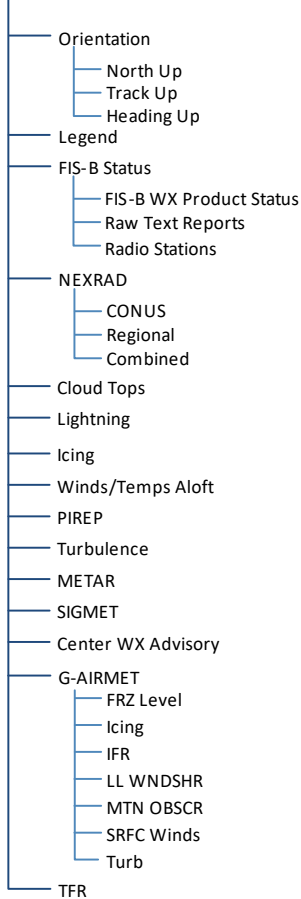 Orientation
North Up
Track Up
Heading Up
Legend
FIS-B Status
FIS-B WX Product Status
Raw Text Reports
Radio Stations
NEXRAD
CONUS
Regional
Combined
Cloud Tops
Lightning
Icing
Winds/Temps Aloft
PIREP
Turbulence
METAR
SIGMET
Center WX Advisory
G-AIRMET
FRZ Level
Icing
IFR
LL WNDSHR
MTN OBSCR
SRFC Winds
Turb
TFR